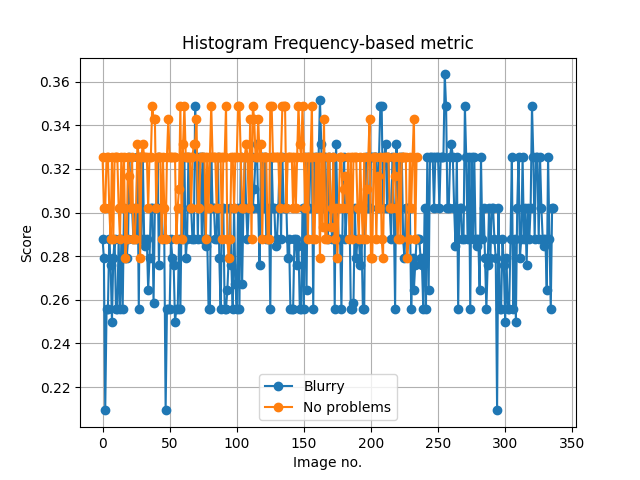 Histogram Frequency-based metric
0.36
0.34
0.32
0.30
0.28
0.26
0.24
0.22
Score
Blurry
No problems
0 50 100 150 200 250 300 350
Image no.